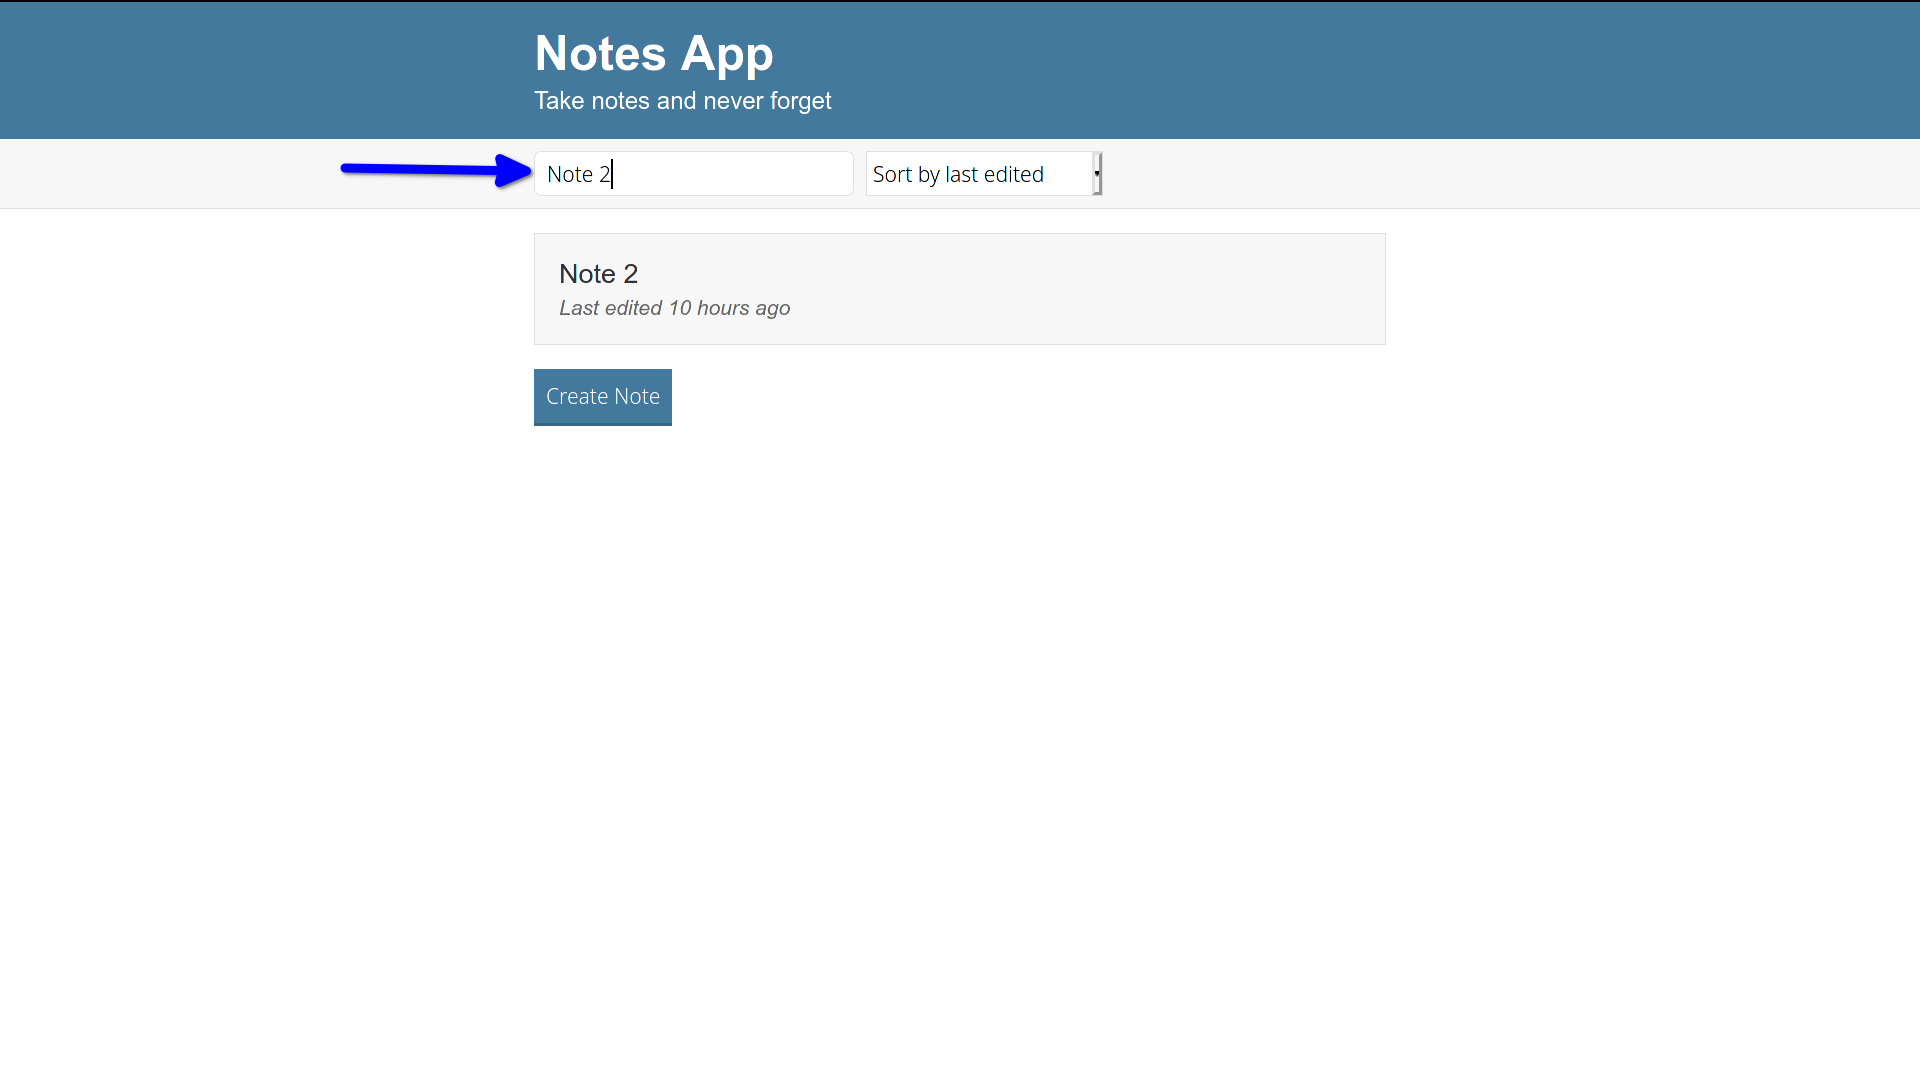 Notes App
Take notes and never forget
Note 2
Sort by last edited
Note 2
Last edited 10 hours ago
Create Note